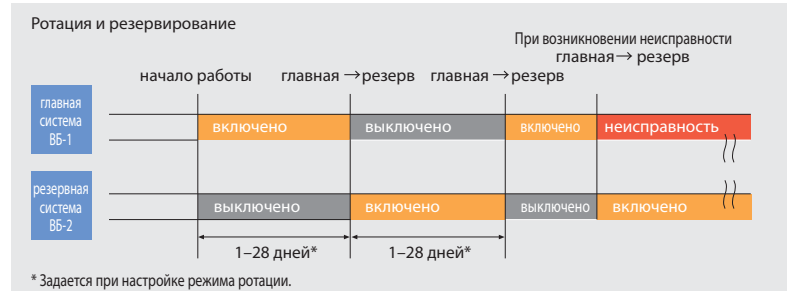 Ротация и резервирование
При возникновении неисправности
главная→ резерв
начало работы
главная →резерв
главная →резерв
главная
система
ВБ-1
включено
выключено
включено
неисправность
резервная
система
ВБ-2
выключено
включено
выключено
включено
1–28 дней*
1–28 дней*
* Задается при настройке режима ротации.